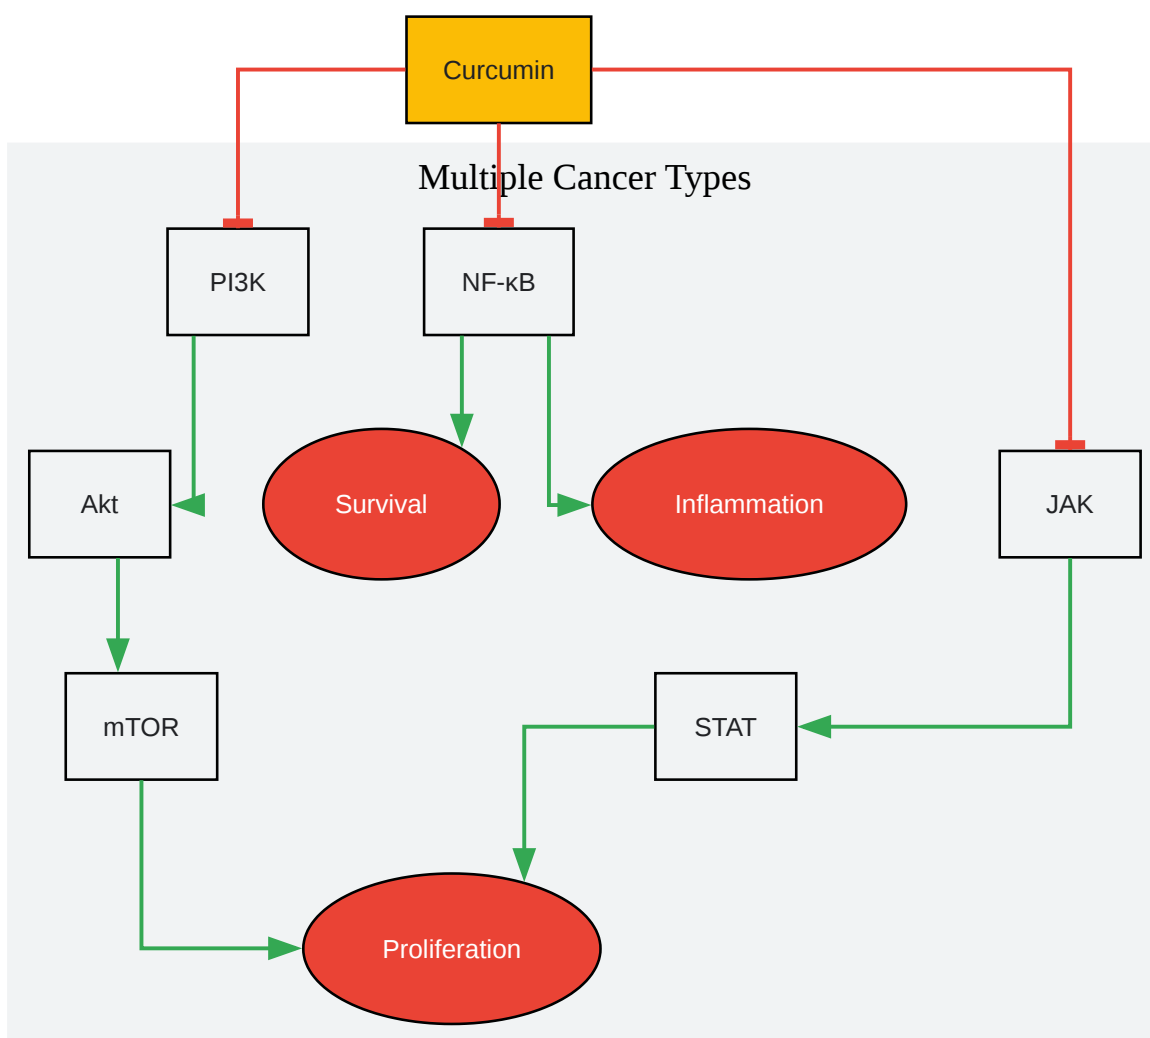 Curcumin
Multiple Cancer Types
PI3K
NF-κB
Akt
Survival
Inflammation
JAK
mTOR
STAT
Proliferation